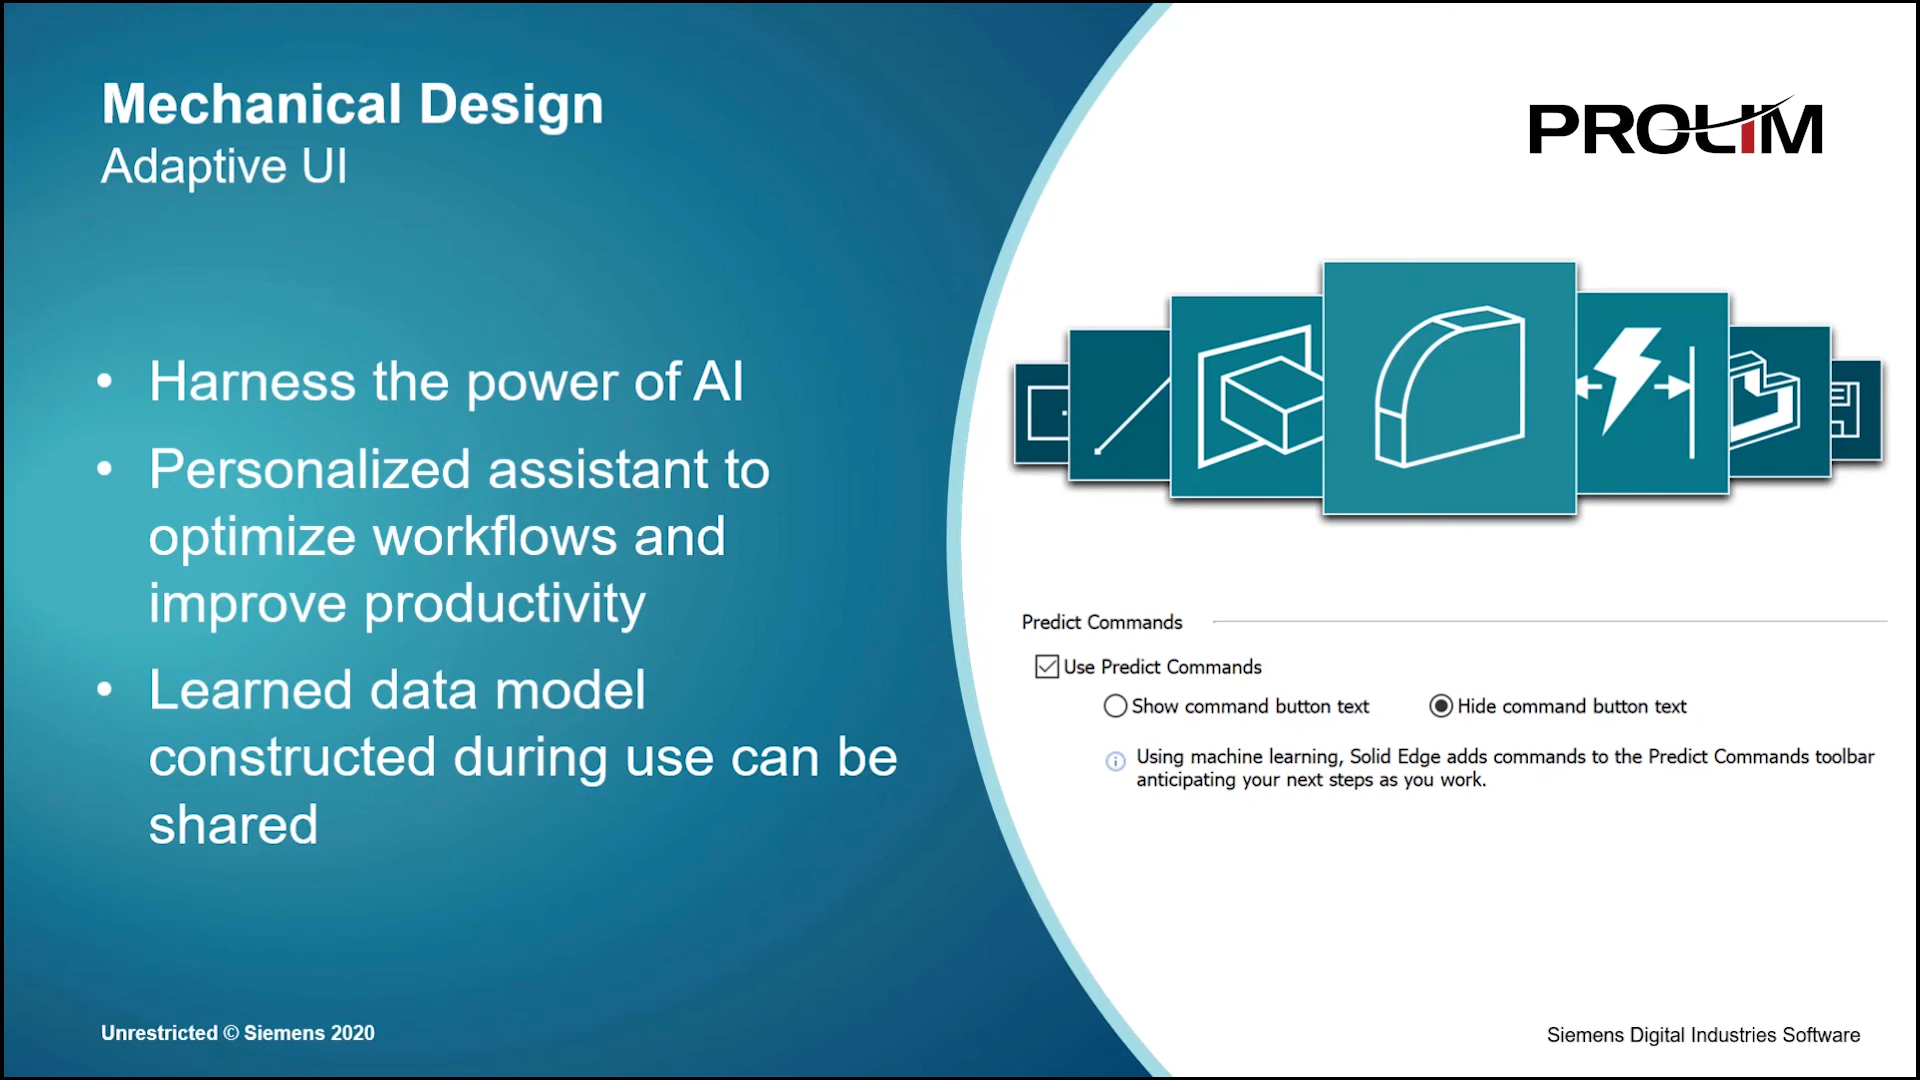 Mechanical Design
Adaptive UI
PROLIM
• Harness the power of AI
• Personalized assistant to
optimize workflows and
improve productivity
• Learned data model
constructed during use can be
shared
Predict Commands
Use Predict Commands
Show command button text
Hide command button text
Using machine learning, Solid Edge adds commands to the Predict Commands toolbar
anticipating your next steps as you work.
Unrestricted © Siemens 2020
Siemens Digital Industries Software